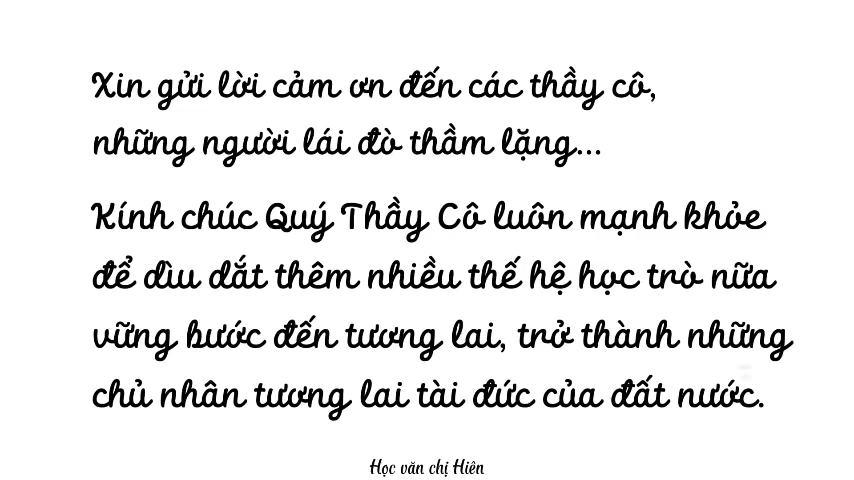 Xin gửi lời cảm ơn đến các thầy cô,
những người lái đò thầm lặng...
Kính chúc Quý Thầy Cô luôn mạnh khỏe
để dìu dắt thêm nhiều thế hệ học trò nữa
vững bước đến tương lai, trở thành những
chủ nhân tương lai tài đức của đất nước.
Học văn chị Hiên